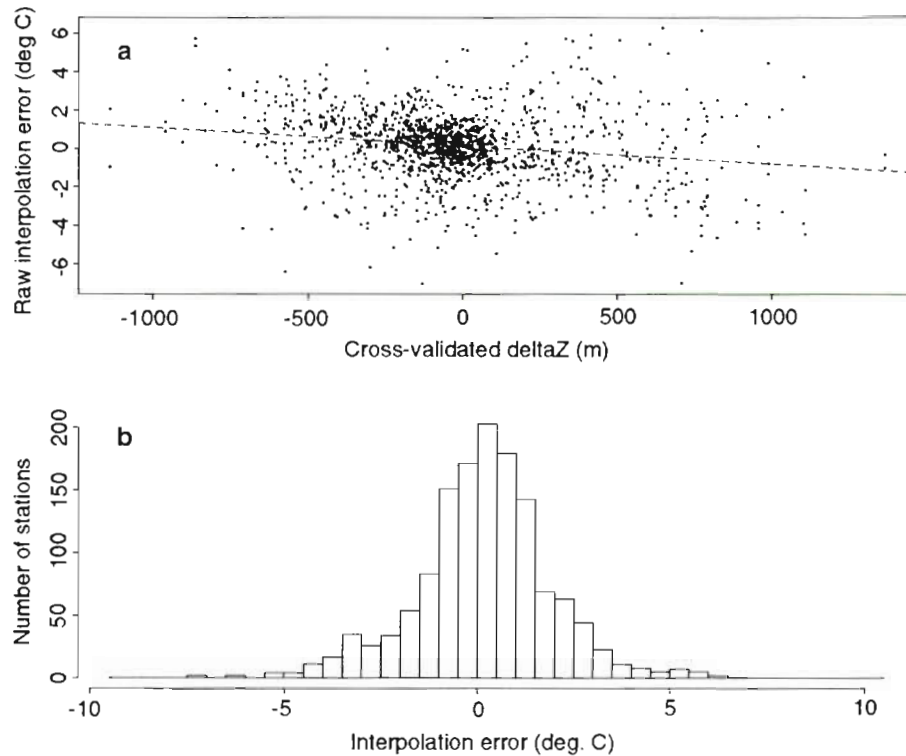 a
Raw interpolation error (deg C)
6
4
2
0
-2
-4
-6
-1000 -500 0 500 1000
Cross-validated deltaZ (m)
b
Number of stations
200
150
100
50
0
-10 -5 0 5 10
Interpolation error (deg. C)